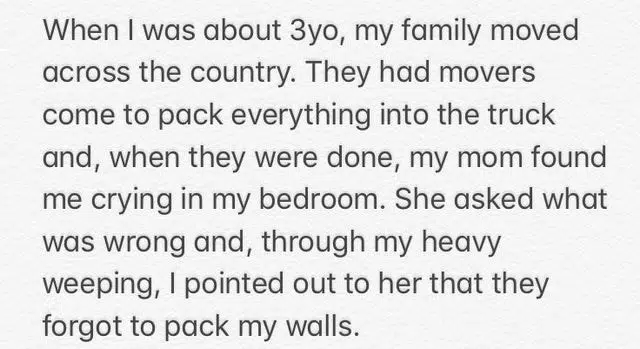 When I was about 3yo, my family moved
across the country. They had movers
come to pack everything into the truck
and, when they were done, my mom found
me crying in my bedroom. She asked what
was wrong and, through my heavy
weeping, I pointed out to her that they
forgot to pack my walls.